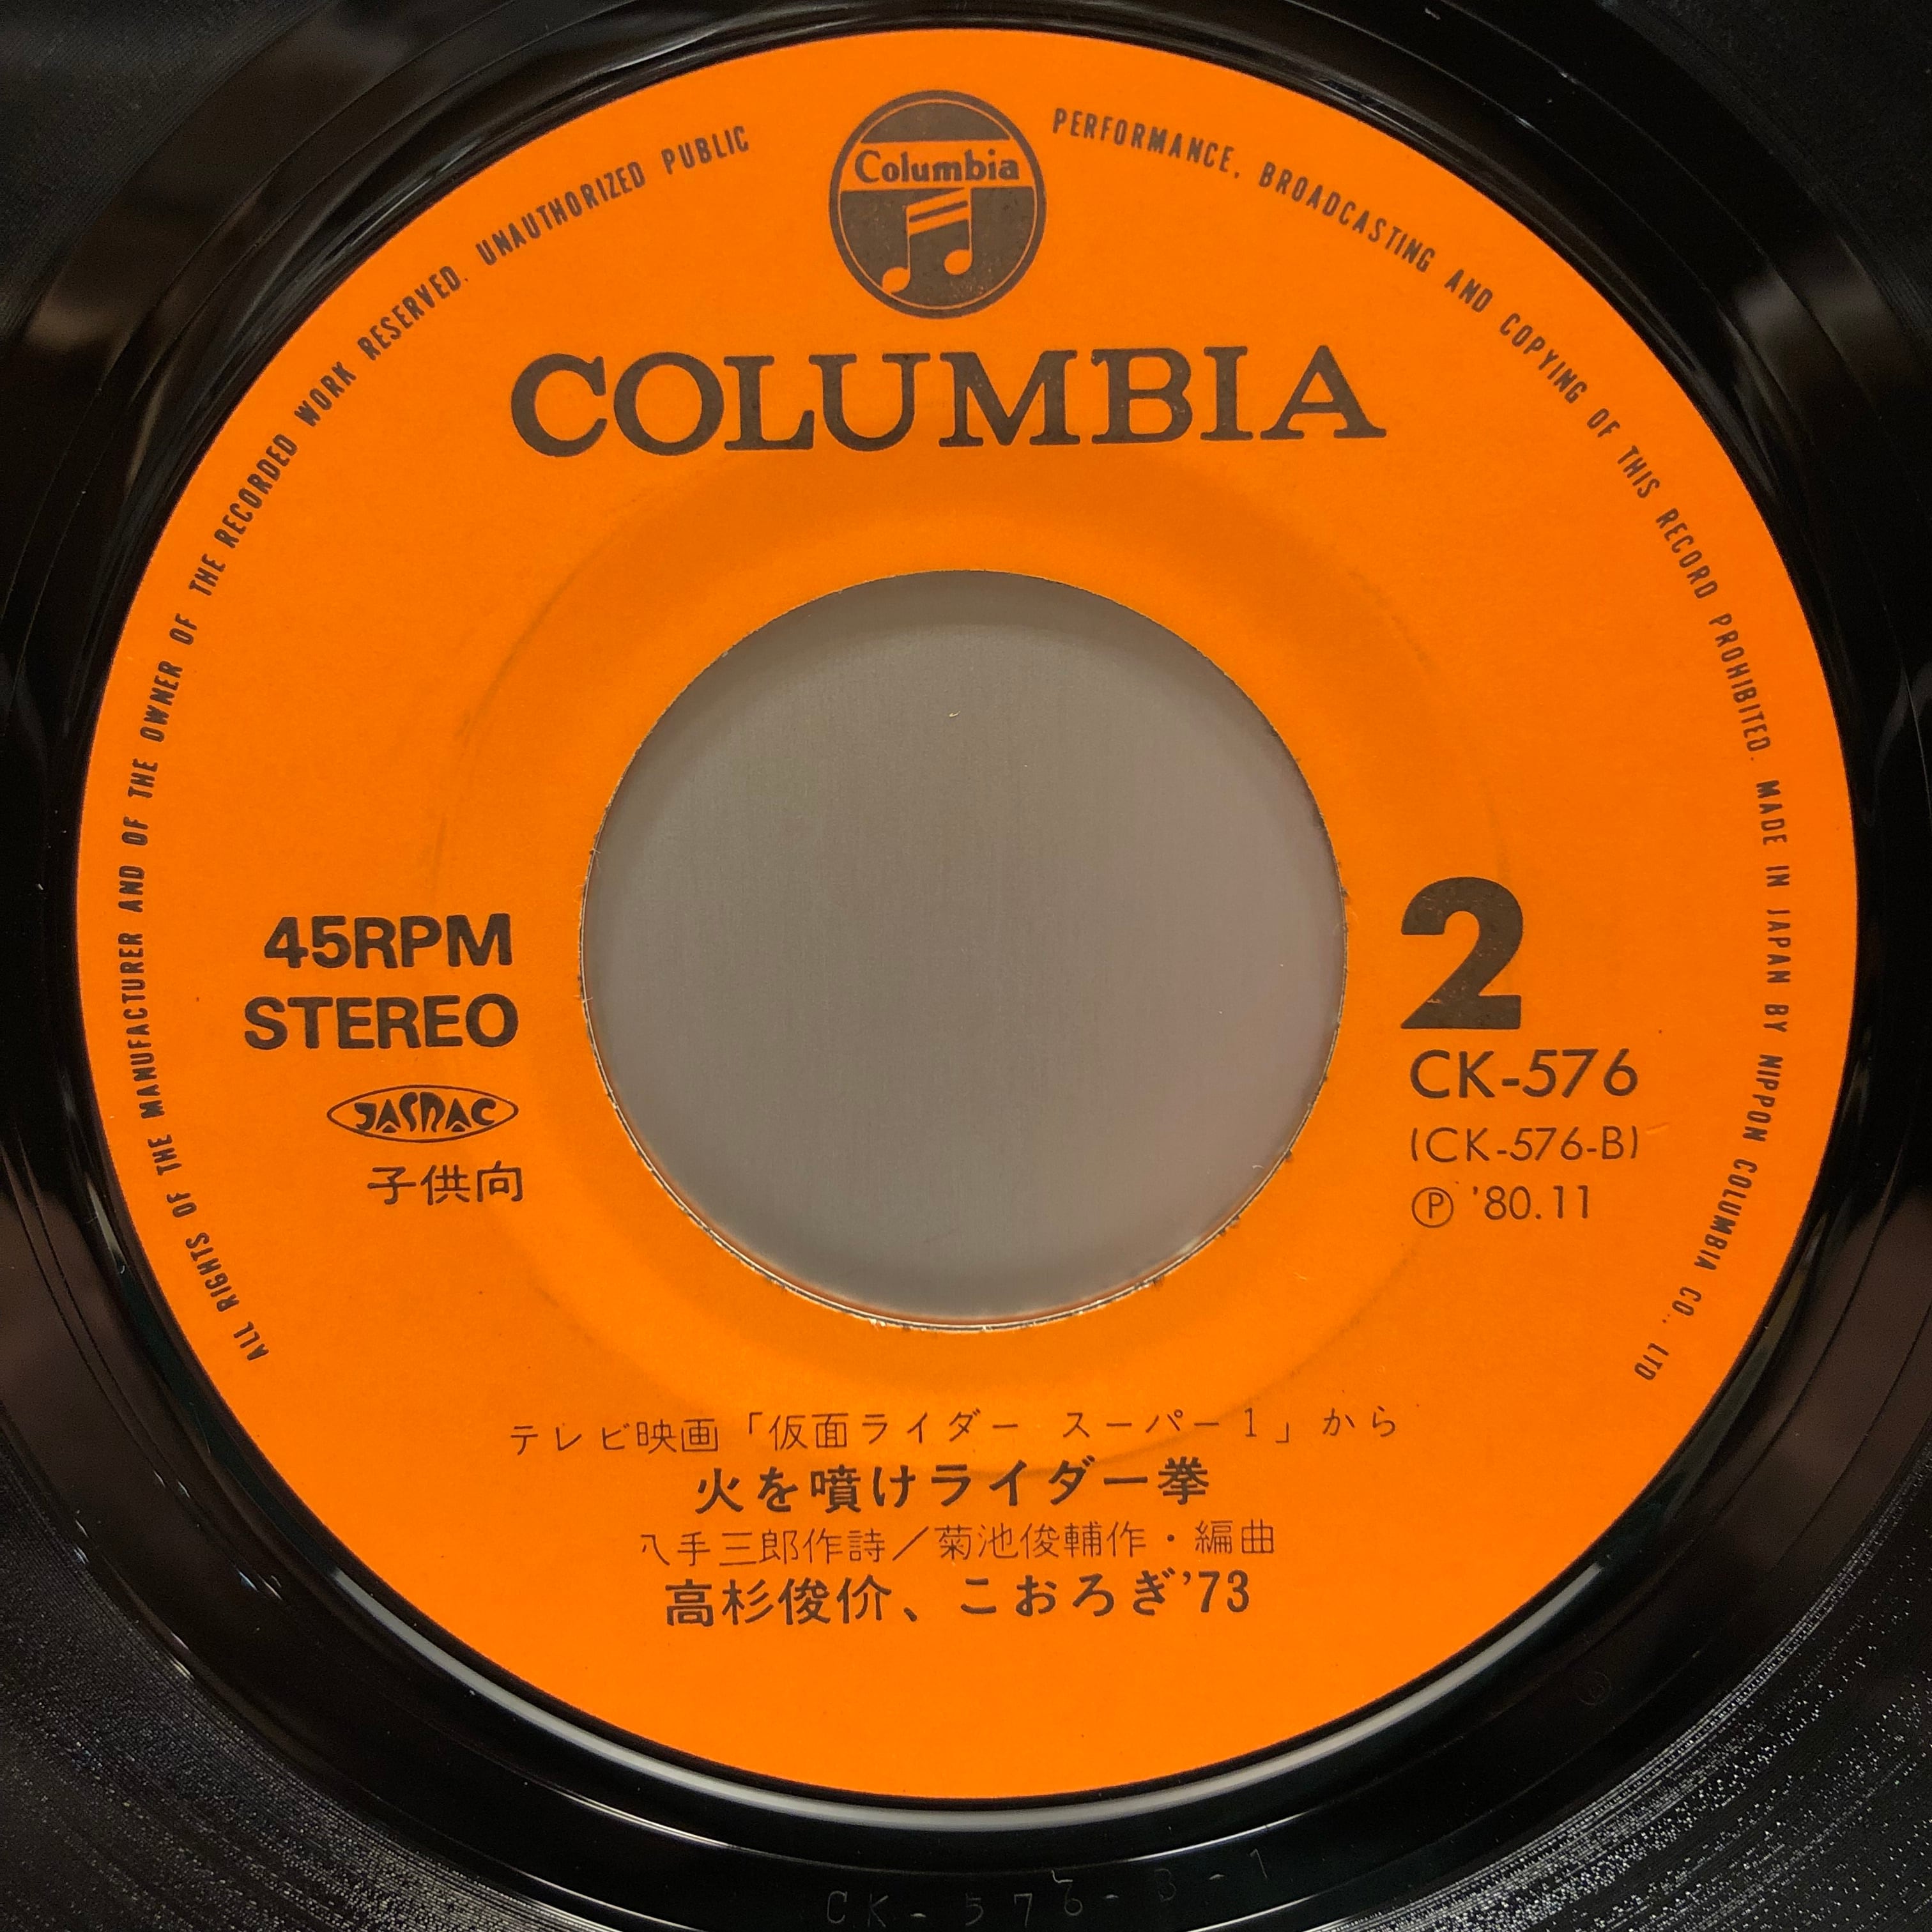 ALL RIGHTS OF THE MANUFACTURER AND OF THE OWNER OF THE RECORDED WORK RESERVED. UNAUTHORIZED PUBLIC PERFORMANCE, BROADCASTING AND COPYING OF THIS RECORD PROHIBITED. MADE IN JAPAN BY NIPPON COLUMBIA CO., LTD
Columbia
COLUMBIA
45RPM
STEREO
JASRAC
子供向
2
CK-576
(CK-576-B)
Ⓟ '80.11
テレビ映画「仮面ライダー スーパー1」から
火を噴けライダー拳
八手三郎作詩／菊池俊輔作・編曲
高杉俊价、こおろぎ'73